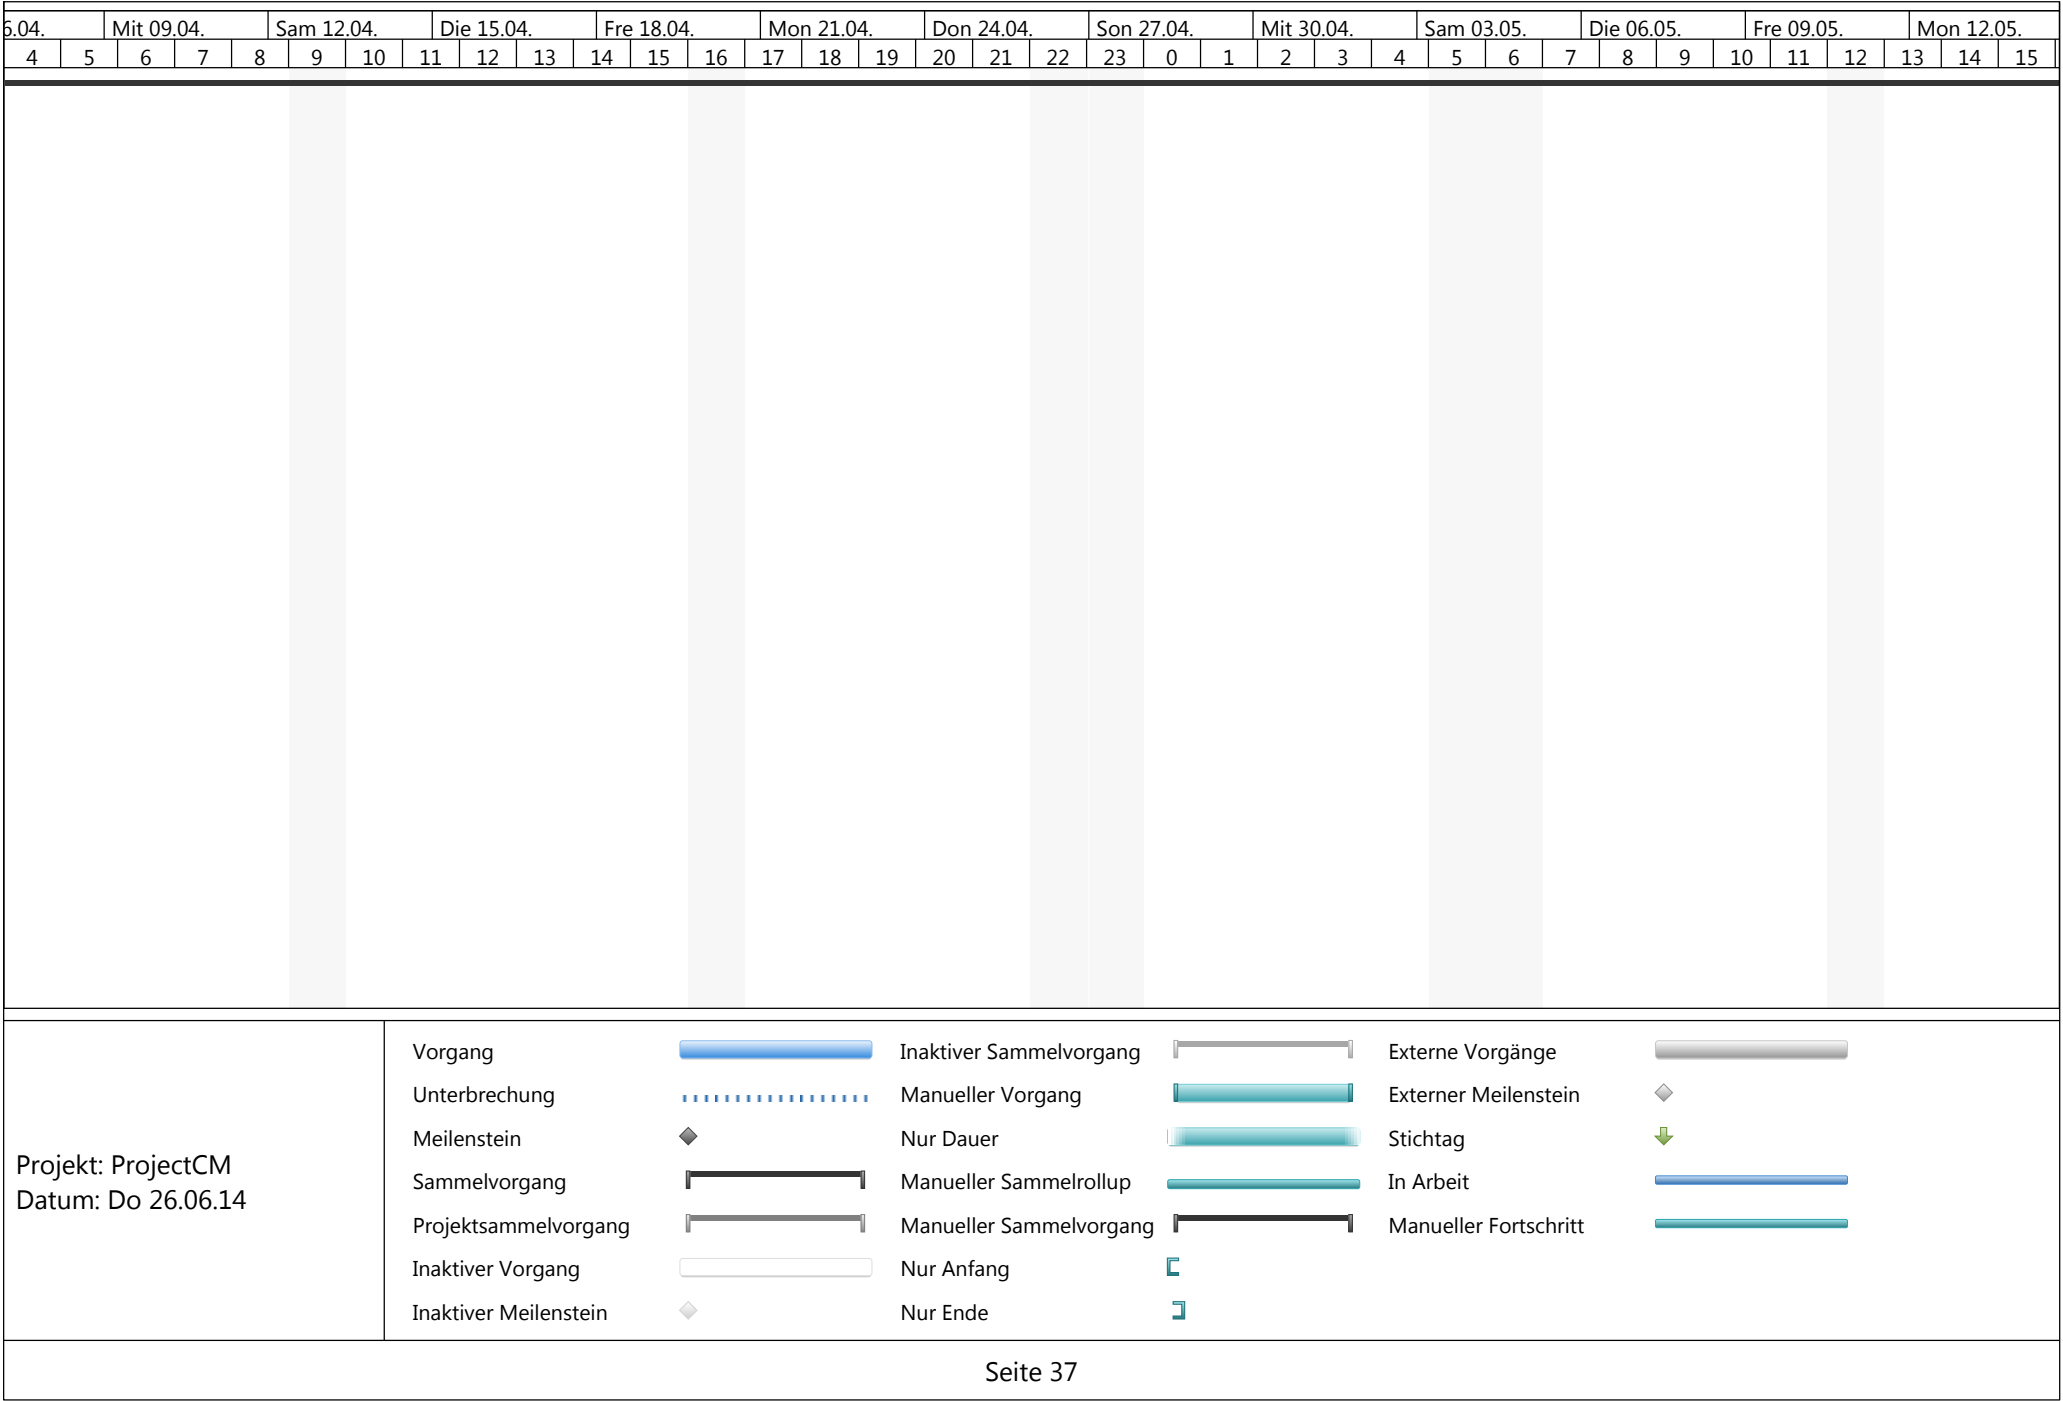 6.04. Mit 09.04. Sam 12.04. Die 15.04. Fre 18.04. Mon 21.04. Don 24.04. Son 27.04. Mit 30.04. Sam 03.05. Die 06.05. Fre 09.05. Mon 12.05.
4 5 6 7 8 9 10 11 12 13 14 15 16 17 18 19 20 21 22 23 0 1 2 3 4 5 6 7 8 9 10 11 12 13 14 15
Projekt: ProjectCM
Datum: Do 26.06.14
Vorgang
Unterbrechung
Meilenstein
Sammelvorgang
Projektsammelvorgang
Inaktiver Vorgang
Inaktiver Meilenstein
Inaktiver Sammelvorgang
Manueller Vorgang
Nur Dauer
Manueller Sammelrollup
Manueller Sammelvorgang
Nur Anfang
Nur Ende
Externe Vorgänge
Externer Meilenstein
Stichtag
In Arbeit
Manueller Fortschritt
Seite 37